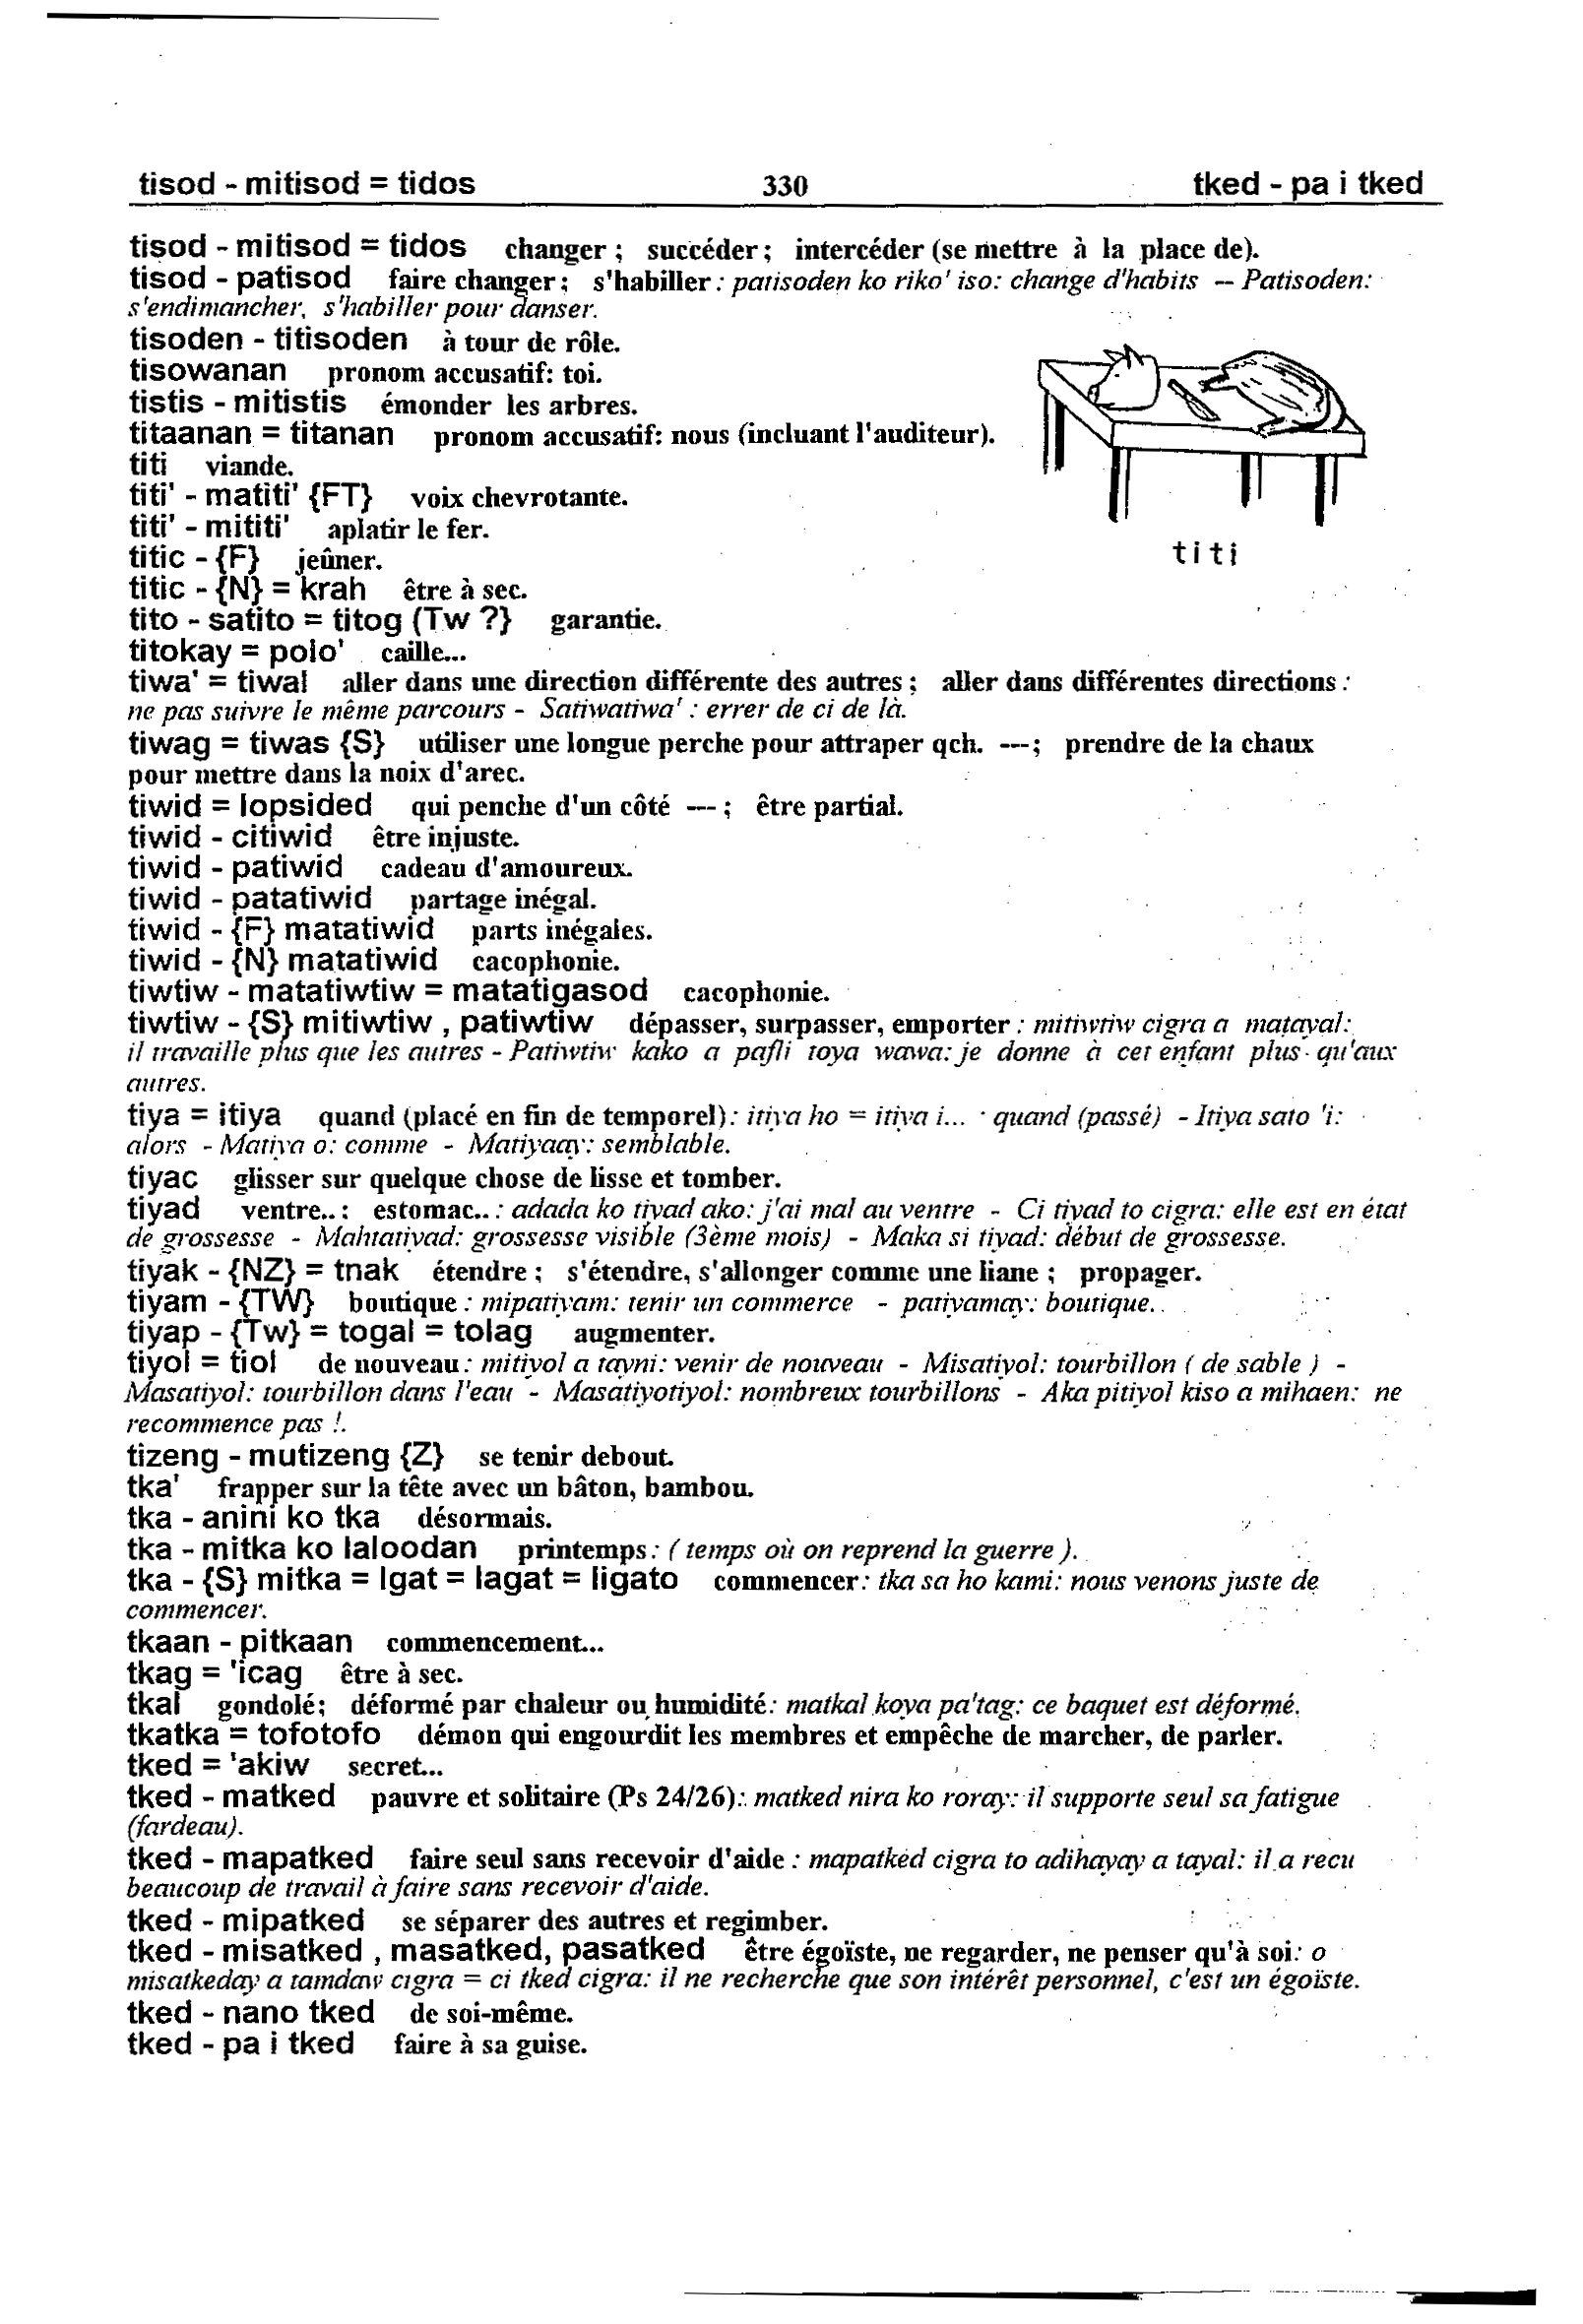 tisod - mitisod = tidos 330 tked - pa i tked
tisod - mitisod = tidos changer ; succéder ; intercéder (se mettre à la place de).
tisod - patisod faire changer ; s'habiller : patisoden ko riko' iso: change d'habits – Patisoden:
s'endimancher, s'habiller pour danser.
tisoden - titisoden à tour de rôle.
tisowanan pronom accusatif: toi.
tistis - mitistis émonder les arbres.
titaanan = titanan pronom accusatif: nous (incluant l'auditeur).
titi viande.
titi' - matiti' {FT} voix chevrotante.
titi' - mititi' aplatir le fer.
titi
titic - {F} jeûner.
titic - {N} = krah être à sec.
tito - satito = titog (Tw ?} garantie.
titokay = polo' caille...
tiwa' = tiwal aller dans une direction différente des autres ; aller dans différentes directions :
ne pas suivre le même parcours - Satiwatiwa' : errer de ci de là.
tiwag = tiwas {S} utiliser une longue perche pour attraper qch. ---; prendre de la chaux
pour mettre dans la noix d'arec.
tiwid = lopsided qui penche d'un côté --- ; être partial.
tiwid - citiwid être injuste.
tiwid - patiwid cadeau d'amoureux.
tiwid - patatiwid partage inégal.
tiwid - {F} matatiwid parts inégales.
tiwid - {N} matatiwid cacophonie.
tiwtiw - matatiwtiw = matatigasod cacophonie.
tiwtiw - {S} mitiwtiw , patiwtiw dépasser, surpasser, emporter : mitiwtiw cigra a matayal:
il travaille plus que les autres - Patiwtiw kako a pafli toya wawa: je donne à cet enfant plus qu'aux
autres.
tiya = itiya quand (placé en fin de temporel): itiya ho = itiya i... · quand (passé) - Itiya sato 'i:
alors - Matiya o: comme - Matiyaay: semblable.
tiyac glisser sur quelque chose de lisse et tomber.
tiyad ventre.. : estomac.. : adada ko tiyad ako: j'ai mal au ventre - Ci tiyad to cigra: elle est en état
de grossesse - Mahtatiyad: grossesse visible (3ème mois) - Maka si tiyad: début de grossesse.
tiyak - {NZ} = tnak étendre ; s'étendre, s'allonger comme une liane ; propager.
tiyam - {TW} boutique : mipatiyam: tenir un commerce - patiyamay: boutique..
tiyap - {Tw} = togal = tolag augmenter.
tiyol = tiol de nouveau : mitiyol a tayni: venir de nouveau - Misatiyol: tourbillon ( de sable ) -
Masatiyol: tourbillon dans l'eau - Masatiyotiyol: nombreux tourbillons - Aka pitiyol kiso a mihaen: ne
recommence pas !.
tizeng - mutizeng {Z} se tenir debout.
tka' frapper sur la tête avec un bâton, bambou.
tka - anini ko tka désormais.
tka - mitka ko laloodan printemps : ( temps où on reprend la guerre ).
tka - {S} mitka = lgat = lagat = ligato commencer: tka sa ho kami: nous venons juste de
commencer.
tkaan - pitkaan commencement...
tkag = 'icag être à sec.
tkal gondolé; déformé par chaleur ou humidité: matkal koya pa'tag: ce baquet est déformé.
tkatka = tofotofo démon qui engourdit les membres et empêche de marcher, de parler.
tked = 'akiw secret...
tked - matked pauvre et solitaire (Ps 24/26):. matked nira ko roray: il supporte seul sa fatigue
(fardeau).
tked - mapatked faire seul sans recevoir d'aide : mapatked cigra to adihayay a tayal: il a recu
beaucoup de travail à faire sans recevoir d'aide.
tked - mipatked se séparer des autres et regimber.
tked - misatked , masatked, pasatked être égoïste, ne regarder, ne penser qu'à soi: o
misatkeday a tamdaw cigra = ci tked cigra: il ne recherche que son intérêt personnel, c'est un égoïste.
tked - nano tked de soi-même.
tked - pa i tked faire à sa guise.